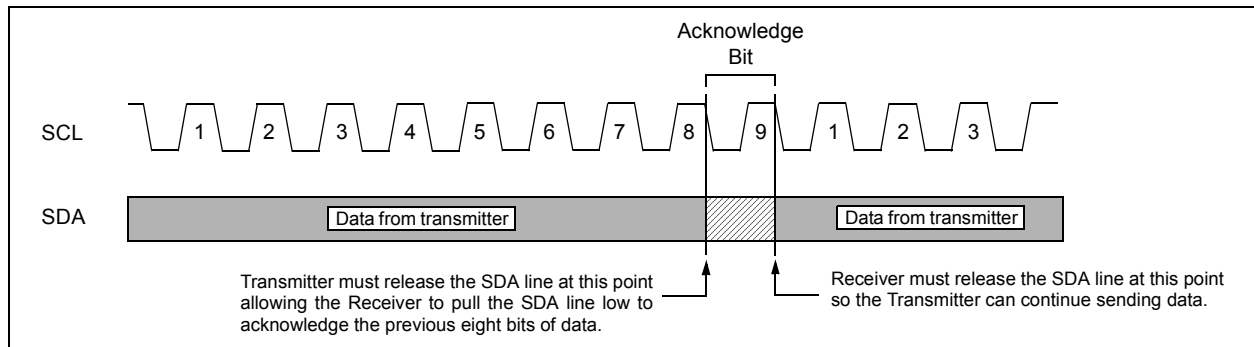 Acknowledge
Bit
SCL
1 2 3 4 5 6 7 8 9 1 2 3
SDA
Data from transmitter
Data from transmitter
Transmitter must release the SDA line at this point
allowing the Receiver to pull the SDA line low to
acknowledge the previous eight bits of data.
Receiver must release the SDA line at this point
so the Transmitter can continue sending data.